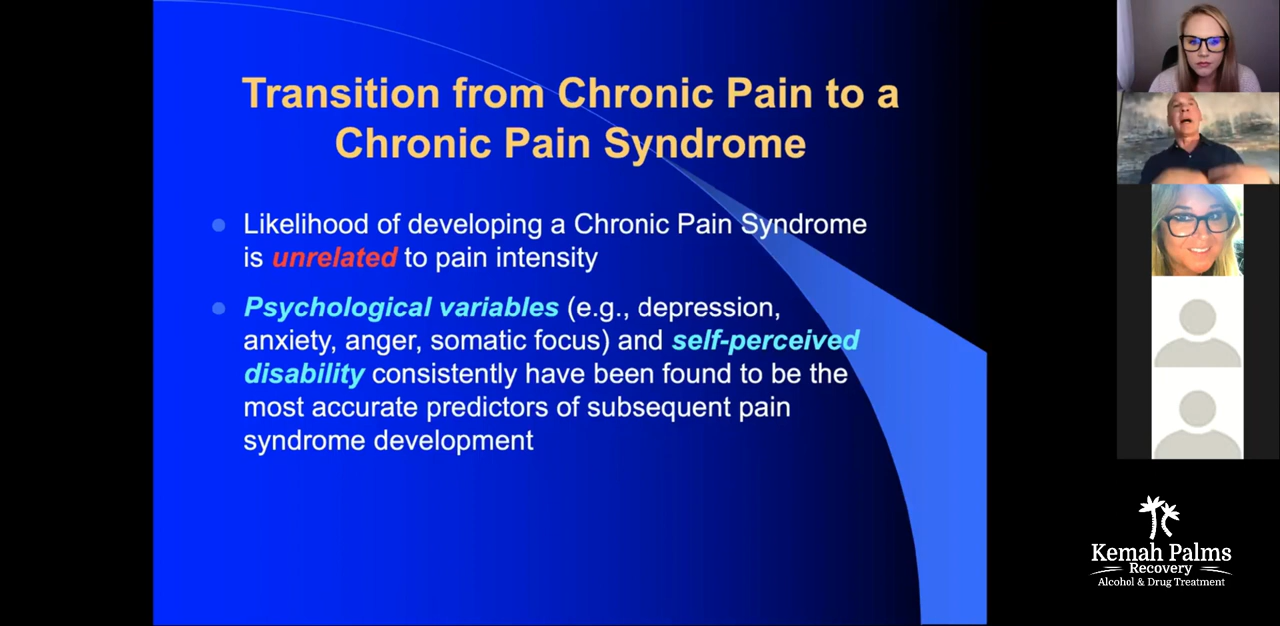 Transition from Chronic Pain to a
Chronic Pain Syndrome
Likelihood of developing a Chronic Pain Syndrome
is unrelated to pain intensity
Psychological variables (e.g., depression,
anxiety, anger, somatic focus) and self-perceived
disability consistently have been found to be the
most accurate predictors of subsequent pain
syndrome development
Kemah Palms
Recovery
Alcohol & Drug Treatment